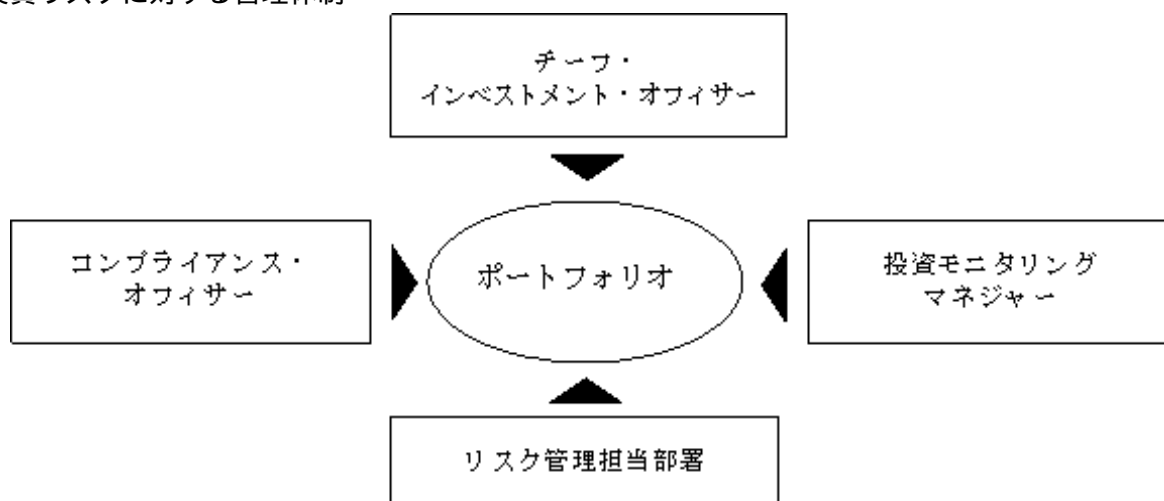 投資リスクに対する管理体制
チーフ・
インベストメント・オフィサー
コンプライアンス・
オフィサー
ポートフォリオ
投資モニタリング
マネジャー
リスク管理担当部署